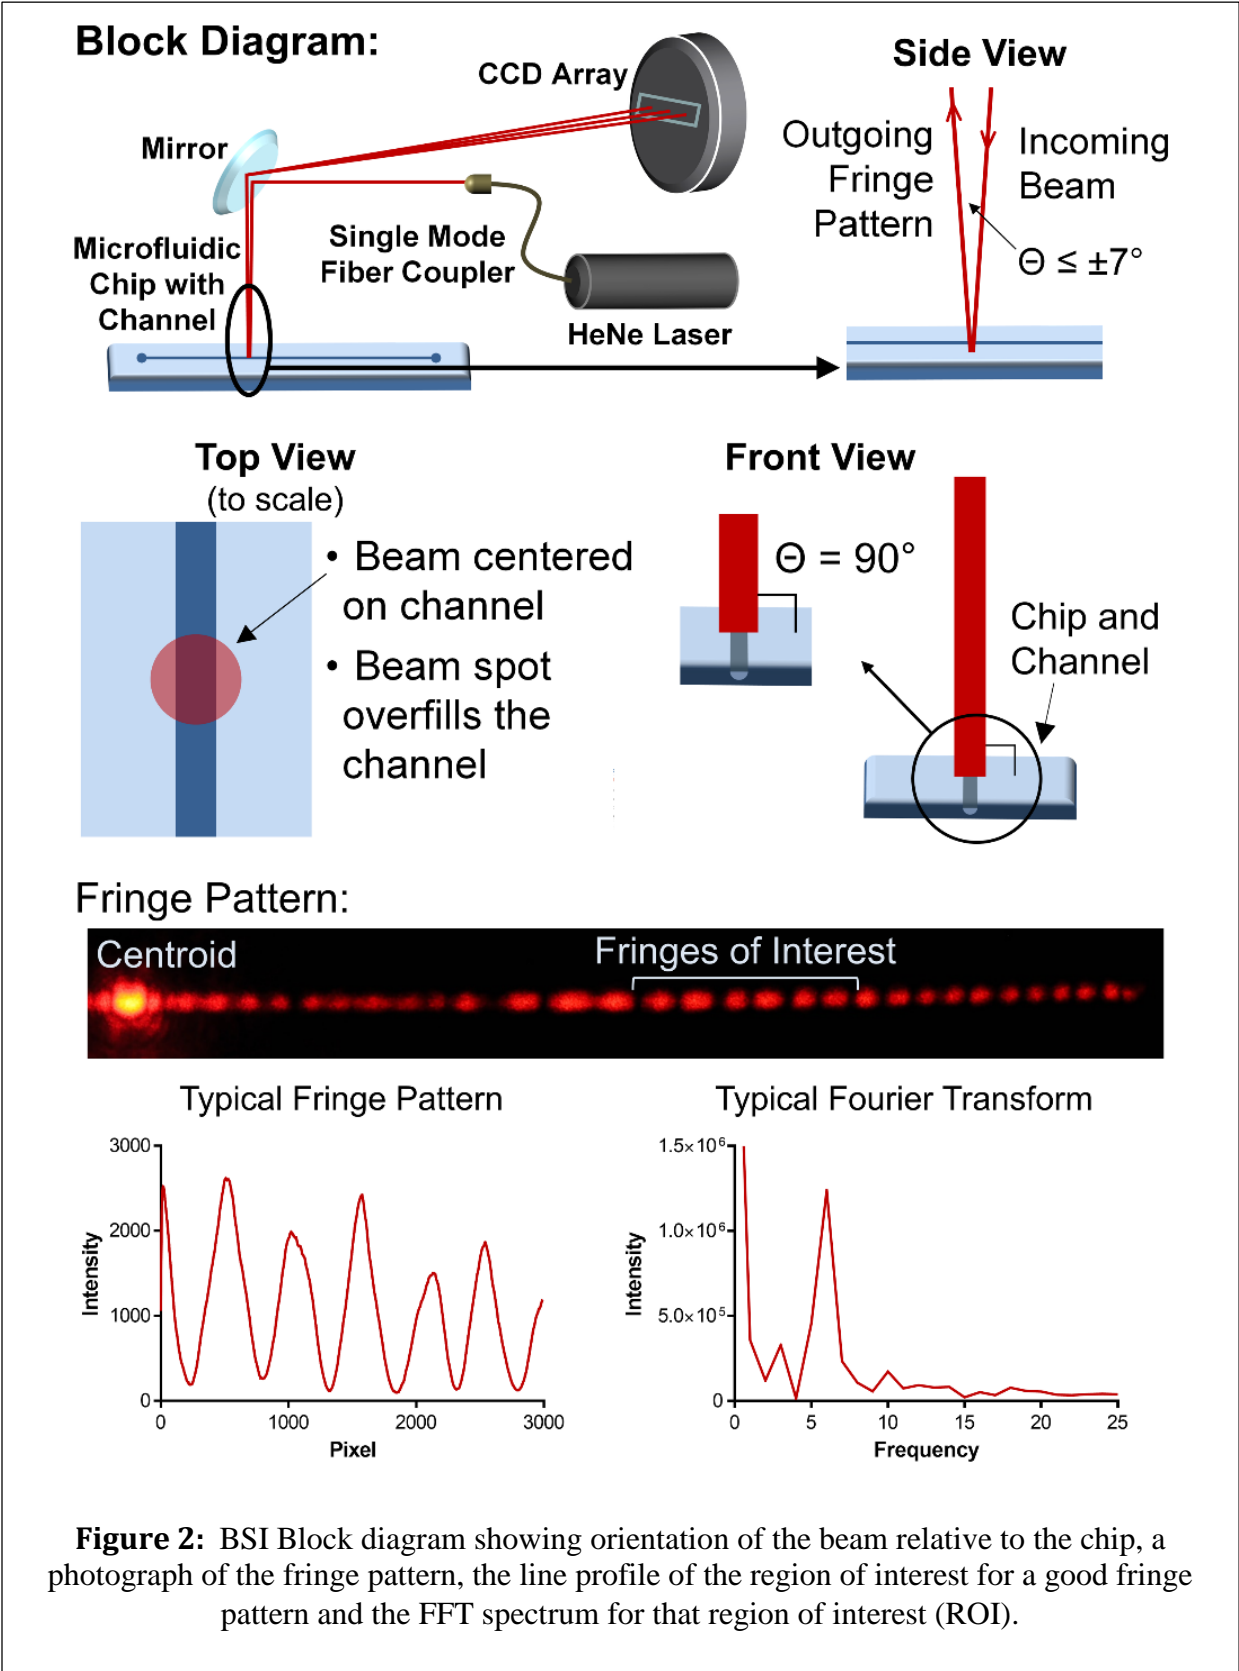 Block Diagram:
CCD Array
Mirror
Single Mode
Fiber Coupler
Microfluidic
Chip with
Channel
HeNe Laser
Side View
Outgoing
Fringe
Pattern
Incoming
Beam
Θ ≤ ±7°
Top View
(to scale)
• Beam centered
on channel
• Beam spot
overfills the
channel
Front View
Θ = 90°
Chip and
Channel
Fringe Pattern:
Centroid
Fringes of Interest
Typical Fringe Pattern
3000
2000
1000
0
Intensity
0 1000 2000 3000
Pixel
Typical Fourier Transform
1.5×10⁶
1.0×10⁶
5.0×10⁵
0
Intensity
0 5 10 15 20 25
Frequency
Figure 2: BSI Block diagram showing orientation of the beam relative to the chip, a
photograph of the fringe pattern, the line profile of the region of interest for a good fringe
pattern and the FFT spectrum for that region of interest (ROI).